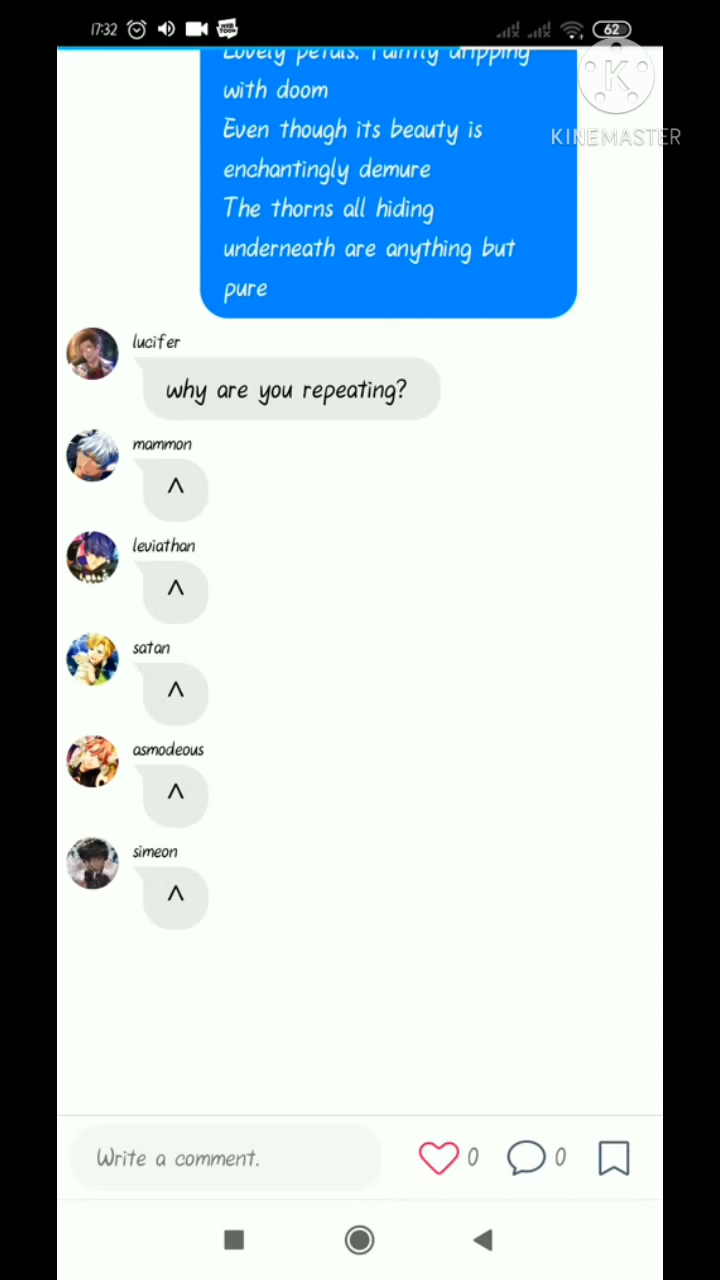 17:32
WEB TOON
62
K
KINEMASTER
Lovely petals, faintly dripping
with doom
Even though its beauty is
enchantingly demure
The thorns all hiding
underneath are anything but
pure
lucifer
why are you repeating?
mammon
^
leviathan
^
satan
^
asmodeous
^
simeon
^
Write a comment.
0
0